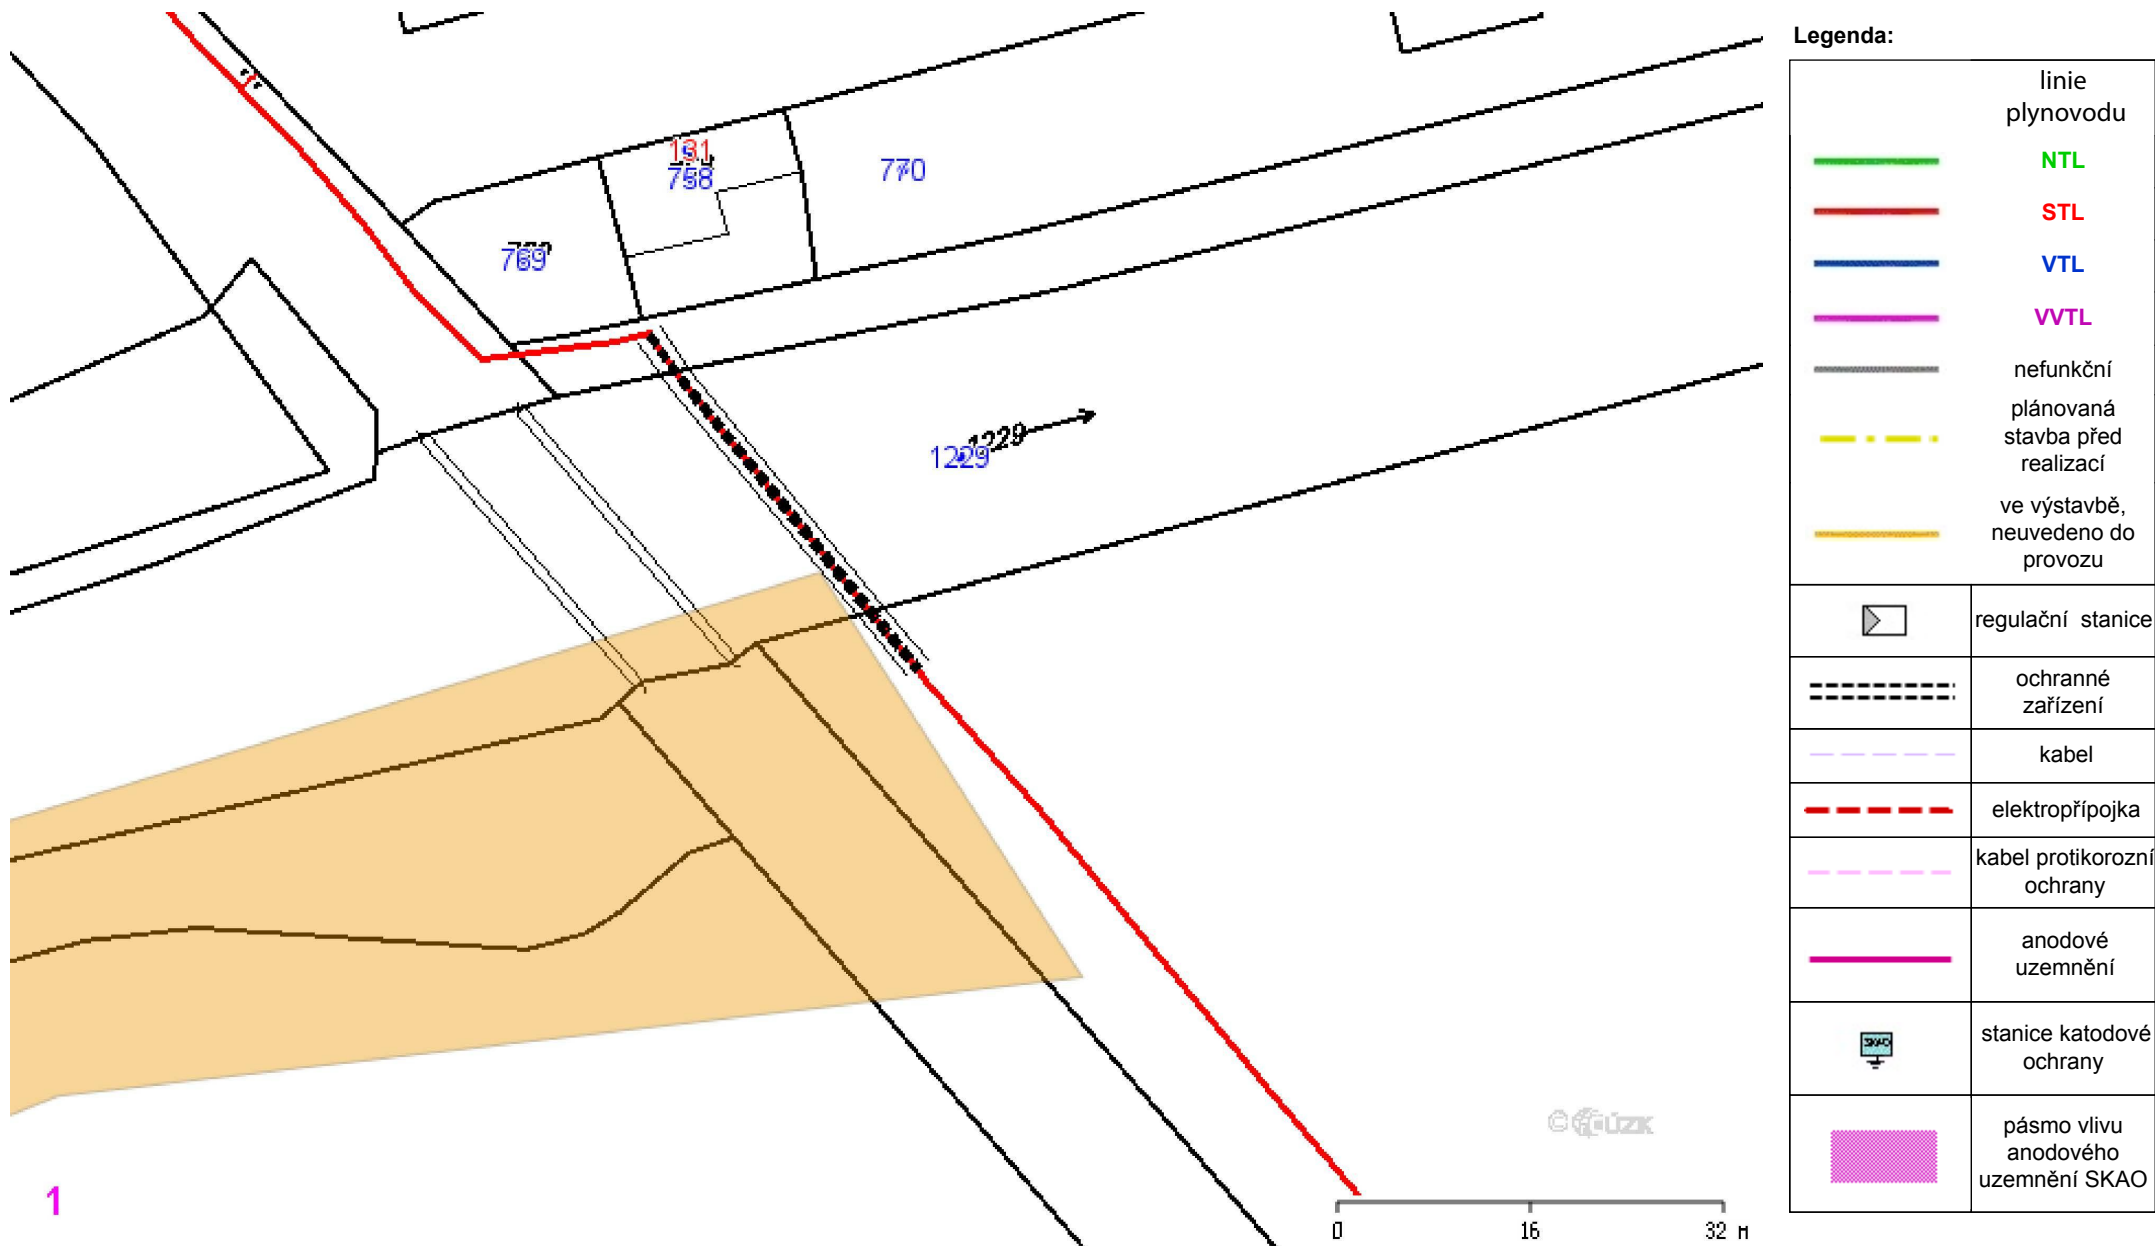 131
758
770
769
1229
1229
1
0 16 32 M
Legenda:
linie
plynovodu
NTL
STL
VTL
VVTL
nefunkční
plánovaná
stavba před
realizací
ve výstavbě,
neuvedeno do
provozu
regulační stanice
ochranné
zařízení
kabel
elektropřípojka
kabel protikorozní
ochrany
anodové
uzemnění
SKAO
stanice katodové
ochrany
pásmo vlivu
anodového
uzemnění SKAO